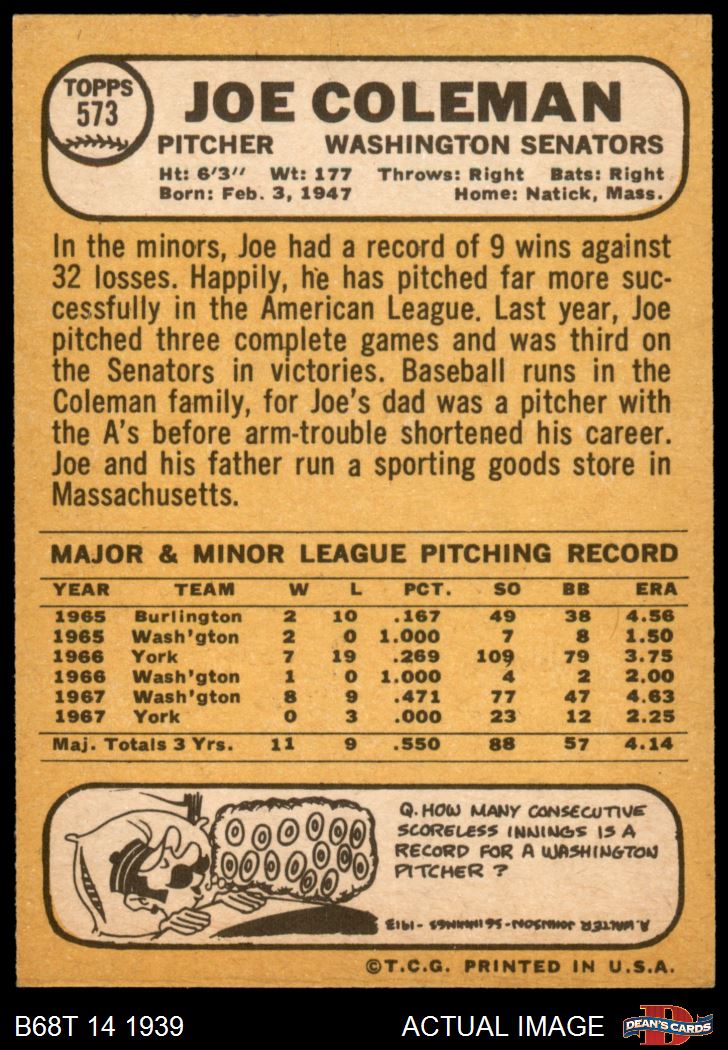 TOPPS
573
JOE COLEMAN
PITCHER WASHINGTON SENATORS
Ht: 6'3" Wt: 177 Throws: Right Bats: Right
Born: Feb. 3, 1947 Home: Natick, Mass.
In the minors, Joe had a record of 9 wins against
32 losses. Happily, he has pitched far more suc-
cessfully in the American League. Last year, Joe
pitched three complete games and was third on
the Senators in victories. Baseball runs in the
Coleman family, for Joe's dad was a pitcher with
the A's before arm-trouble shortened his career.
Joe and his father run a sporting goods store in
Massachusetts.
MAJOR & MINOR LEAGUE PITCHING RECORD
YEAR TEAM W L PCT. SO BB ERA
1965 Burlington 2 10 .167 49 38 4.56
1965 Wash'gton 2 0 1.000 7 8 1.50
1966 York 7 19 .269 109 79 3.75
1966 Wash'gton 1 0 1.000 4 2 2.00
1967 Wash'gton 8 9 .471 77 47 4.63
1967 York 0 3 .000 23 12 2.25
Maj. Totals 3 Yrs. 11 9 .550 88 57 4.14
Q. HOW MANY CONSECUTIVE
SCORELESS INNINGS IS A
RECORD FOR A WASHINGTON
PITCHER ?
A. WALTER JOHNSON-56 INNINGS-1913
©T.C.G. PRINTED IN U.S.A.
B68T 14 1939 ACTUAL IMAGE
D
DEAN'S CARDS